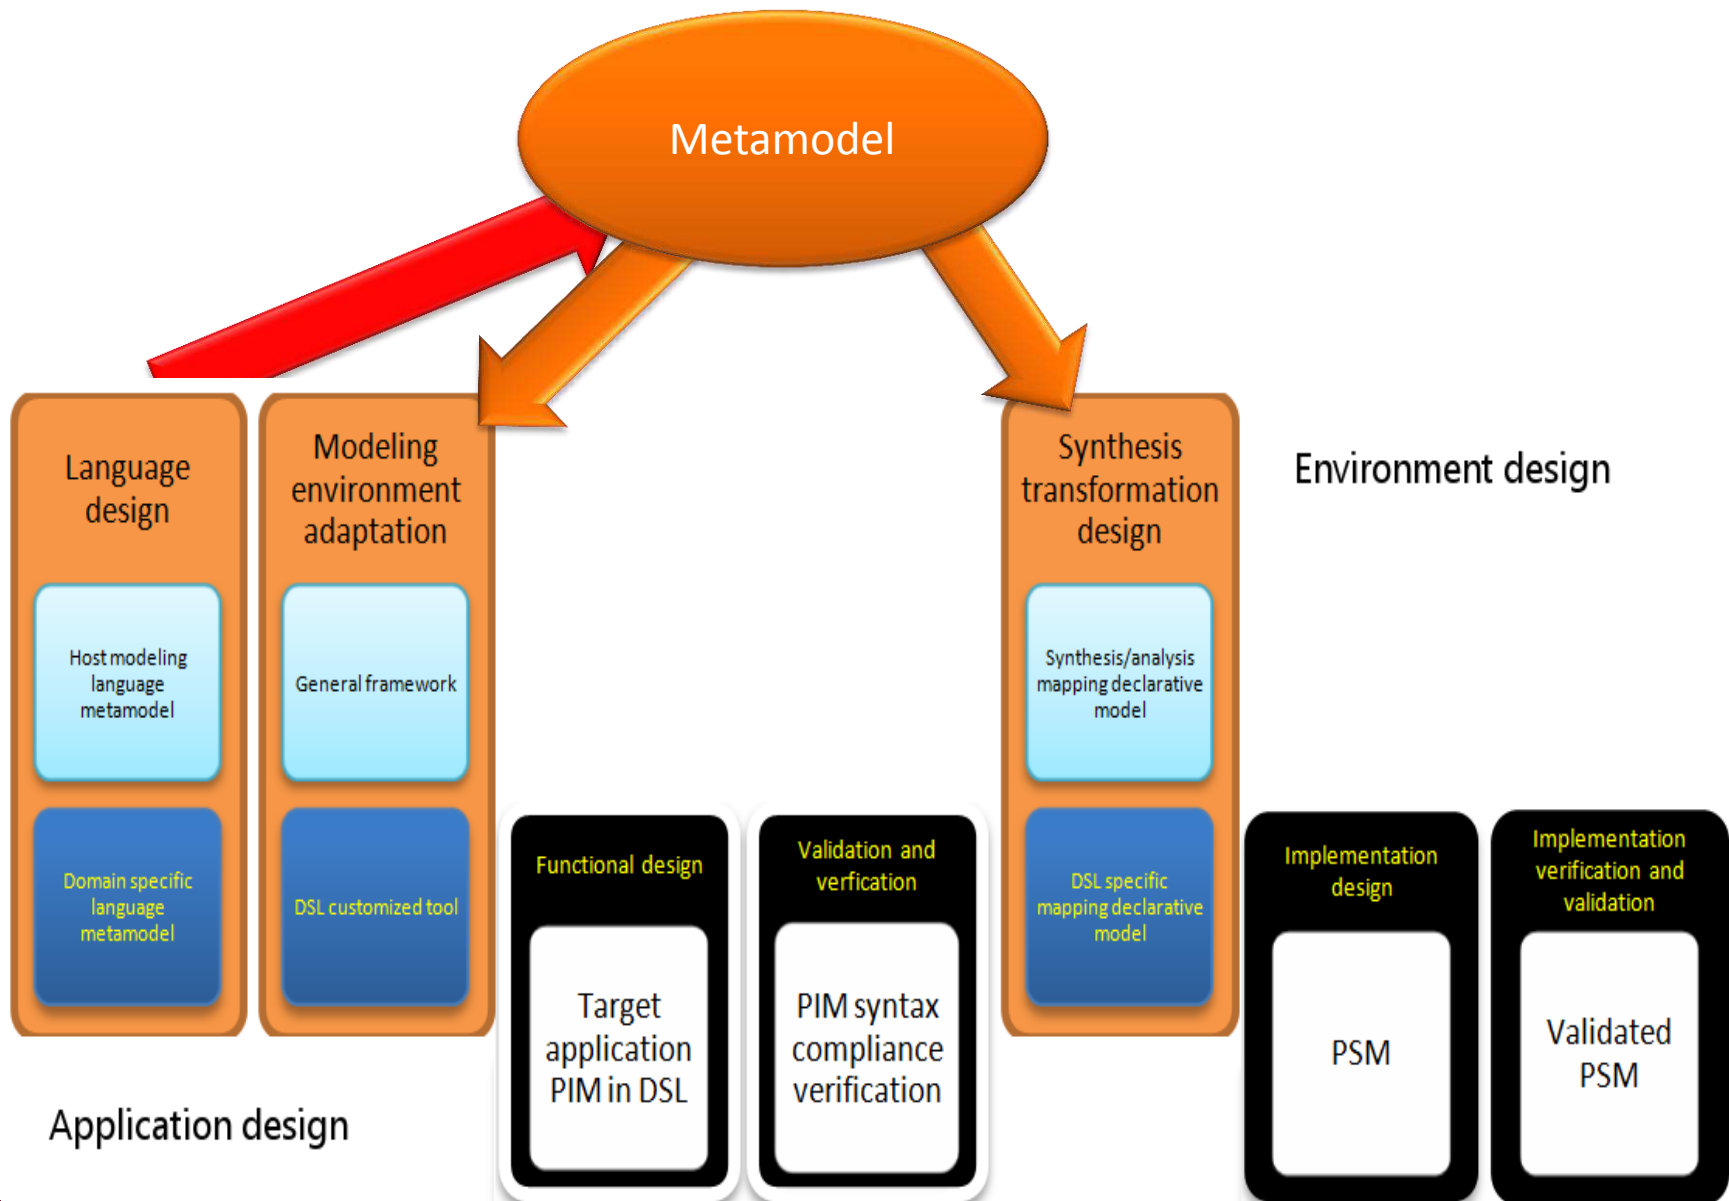 Metamodel
Language
design
Host modeling
language
metamodel
Domain specific
language
metamodel
Modeling
environment
adaptation
General framework
DSL customized tool
Functional design
Target
application
PIM in DSL
Validation and
verfication
PIM syntax
compliance
verification
Synthesis
transformation
design
Synthesis/analysis
mapping declarative
model
DSL specific
mapping declarative
model
Environment design
Implementation
design
PSM
Implementation
verification and
validation
Validated
PSM
Application design